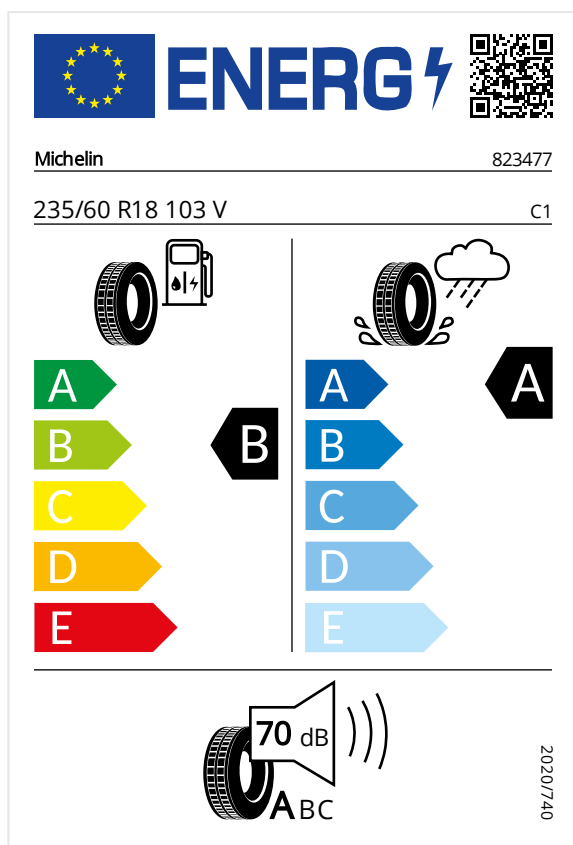 ENERG
Michelin 823477
235/60 R18 103 V C1
A A A
B B B
C C
D D
E E
70 dB
ABC
2020/740